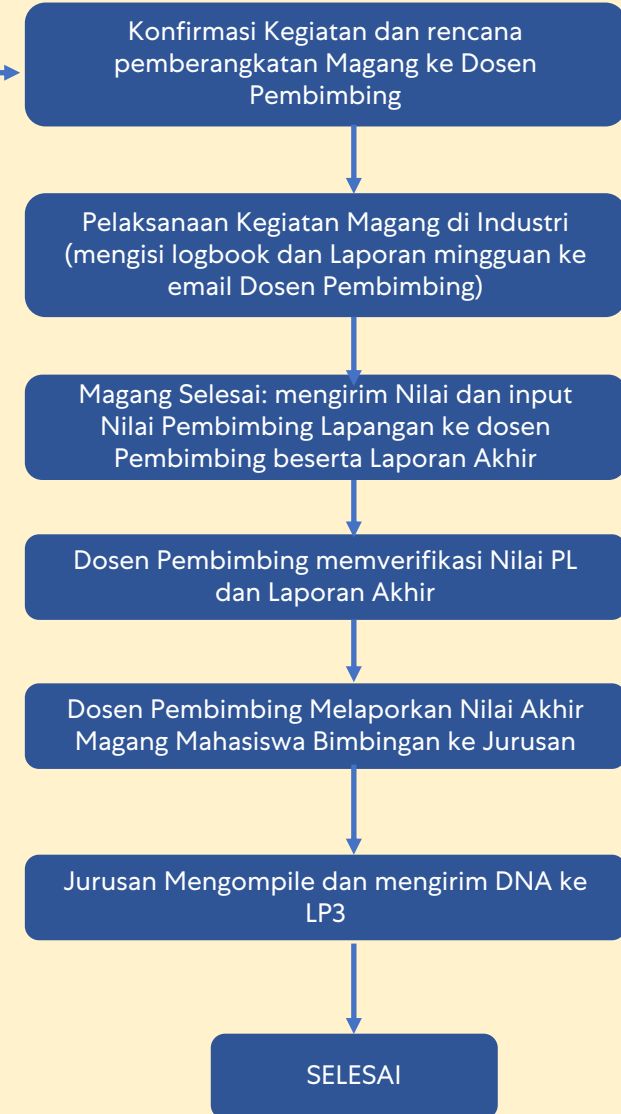 Konfirmasi Kegiatan dan rencana
pemberangkatan Magang ke Dosen
Pembimbing
Pelaksanaan Kegiatan Magang di Industri
(mengisi logbook dan Laporan mingguan ke
email Dosen Pembimbing)
Magang Selesai: mengirim Nilai dan input
Nilai Pembimbing Lapangan ke dosen
Pembimbing beserta Laporan Akhir
Dosen Pembimbing memverifikasi Nilai PL
dan Laporan Akhir
Dosen Pembimbing Melaporkan Nilai Akhir
Magang Mahasiswa Bimbingan ke Jurusan
Jurusan Mengompile dan mengirim DNA ke
LP3
SELESAI